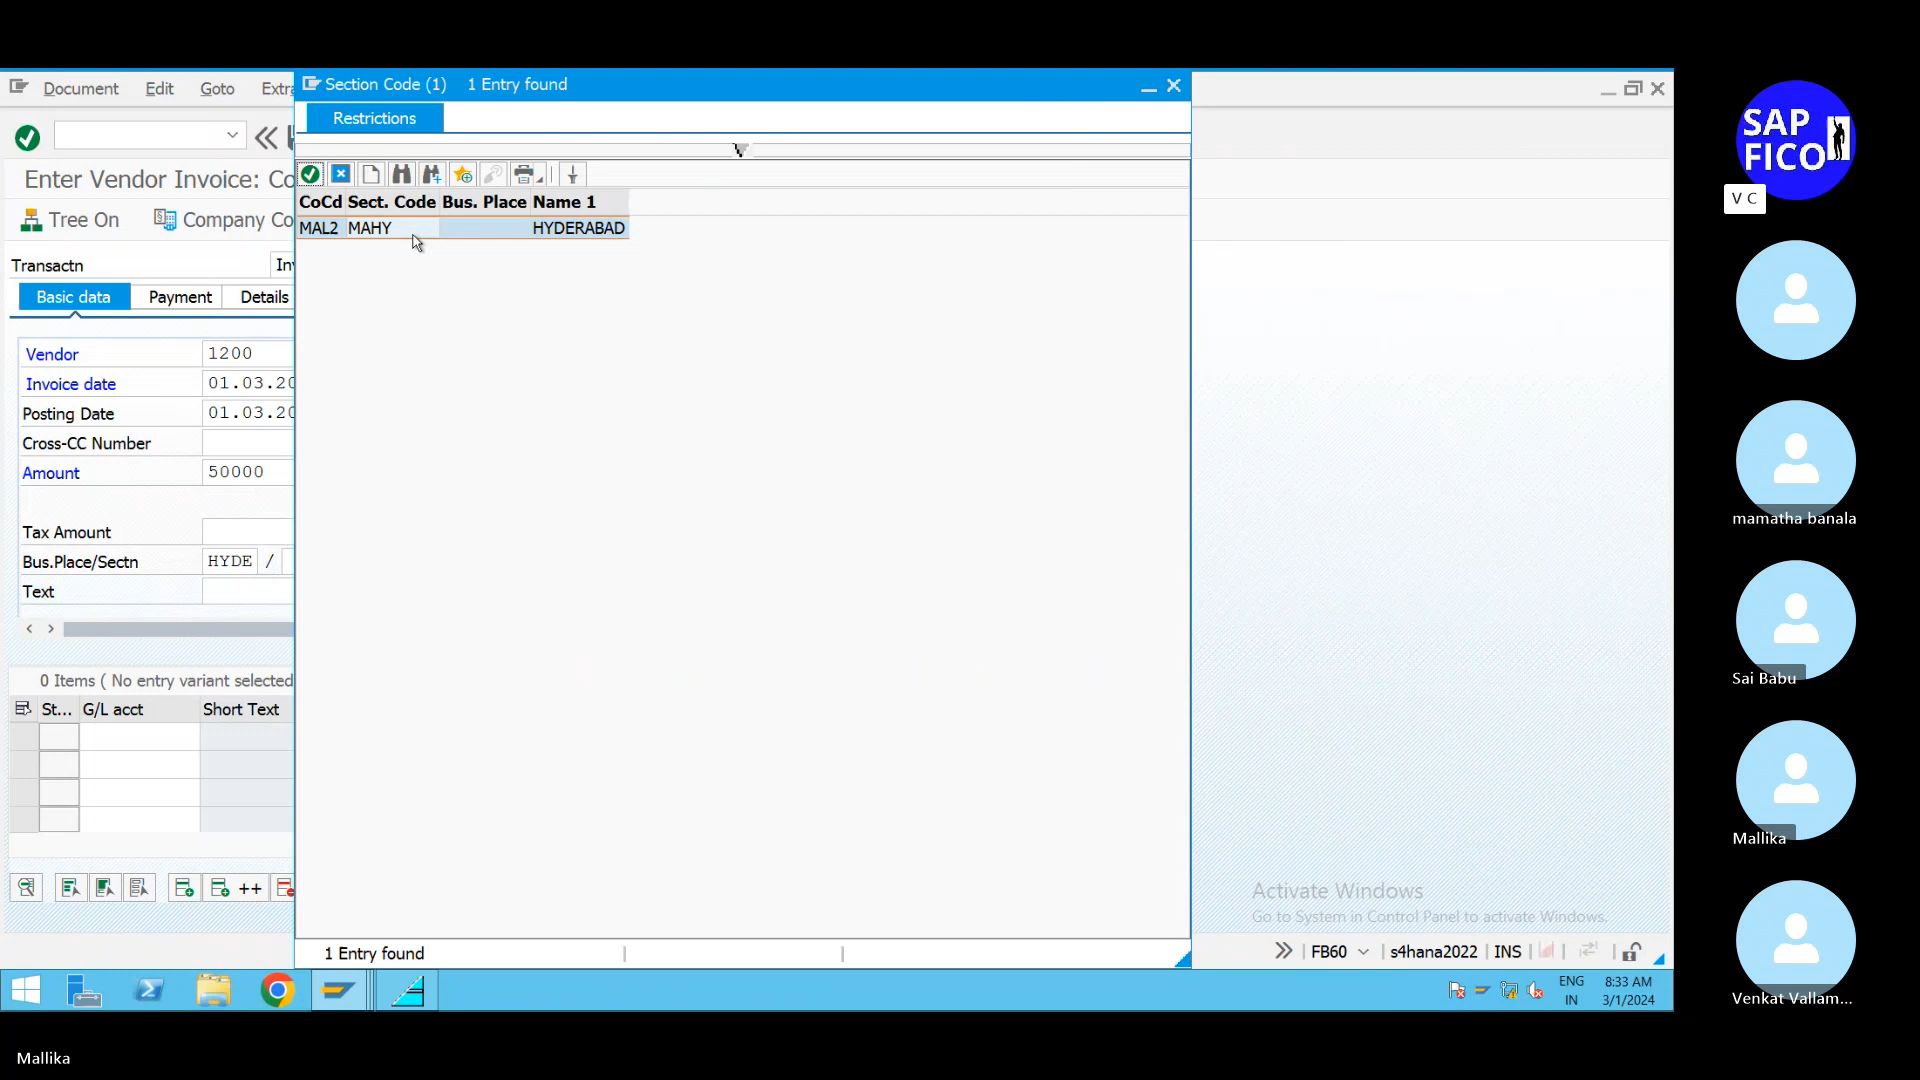 Document Edit Goto Extr
Section Code (1) 1 Entry found
Restrictions
Enter Vendor Invoice: Co
Tree On Company Co
CoCd Sect. Code Bus. Place Name 1
MAL2 MAHY HYDERABAD
Transactn In
Basic data Payment Details
Vendor 1200
Invoice date 01.03.20
Posting Date 01.03.20
Cross-CC Number
Amount 50000
Tax Amount
Bus.Place/Sectn HYDE /
Text
0 Items ( No entry variant selected
St... G/L acct Short Text
++
1 Entry found
Activate Windows
Go to System in Control Panel to activate Windows.
FB60 s4hana2022 INS
ENG
IN
8:33 AM
3/1/2024
SAP
FICO
V C
mamatha banala
Sai Babu
Mallika
Venkat Vallam...
Mallika